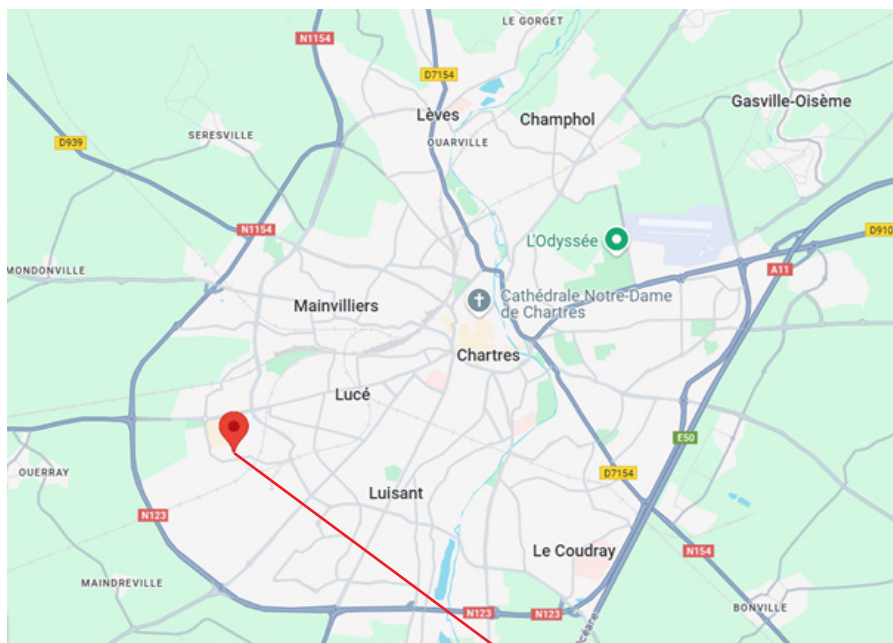 LE GORGET
N1154
D7154
Gasville-Oisème
Lèves
Champhol
SERESVILLE
D939
OUARVILLE
N1154
L'Odyssée
D910
A11
MONDONVILLE
Mainvilliers
Cathédrale Notre-Dame
de Chartres
Chartres
Lucé
E50
OUERRAY
D7154
Luisant
N123
Le Coudray
N154
MAINDREVILLE
N123
N123
BONVILLE
Océane